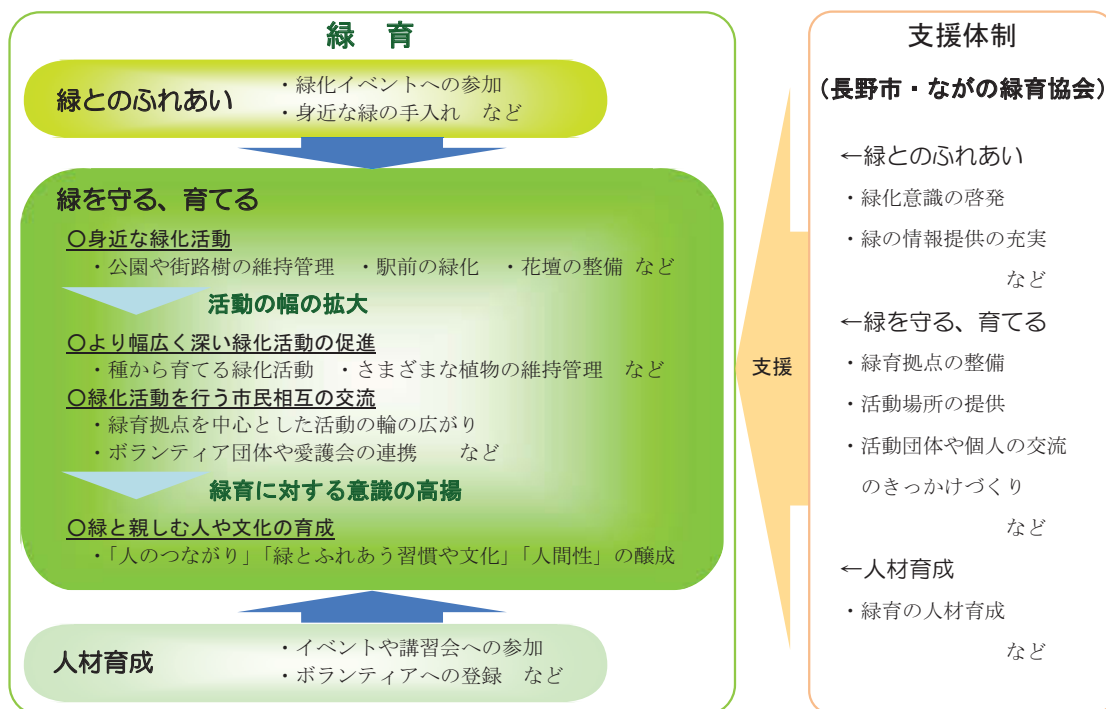 緑　育
緑とのふれあい
・緑化イベントへの参加
・身近な緑の手入れ　など
緑を守る、育てる
○身近な緑化活動
・公園や街路樹の維持管理　・駅前の緑化　・花壇の整備 など
活動の幅の拡大
○より幅広く深い緑化活動の促進
・種から育てる緑化活動　・さまざまな植物の維持管理　など
○緑化活動を行う市民相互の交流
・緑育拠点を中心とした活動の輪の広がり
・ボランティア団体や愛護会の連携　　など
緑育に対する意識の高揚
○緑と親しむ人や文化の育成
・「人のつながり」「緑とふれあう習慣や文化」「人間性」の醸成
人材育成
・イベントや講習会への参加
・ボランティアへの登録　など
支援
支援体制
（長野市・ながの緑育協会）
←緑とのふれあい
・緑化意識の啓発
・緑の情報提供の充実
など
←緑を守る、育てる
・緑育拠点の整備
・活動場所の提供
・活動団体や個人の交流
のきっかけづくり
など
←人材育成
・緑育の人材育成
など